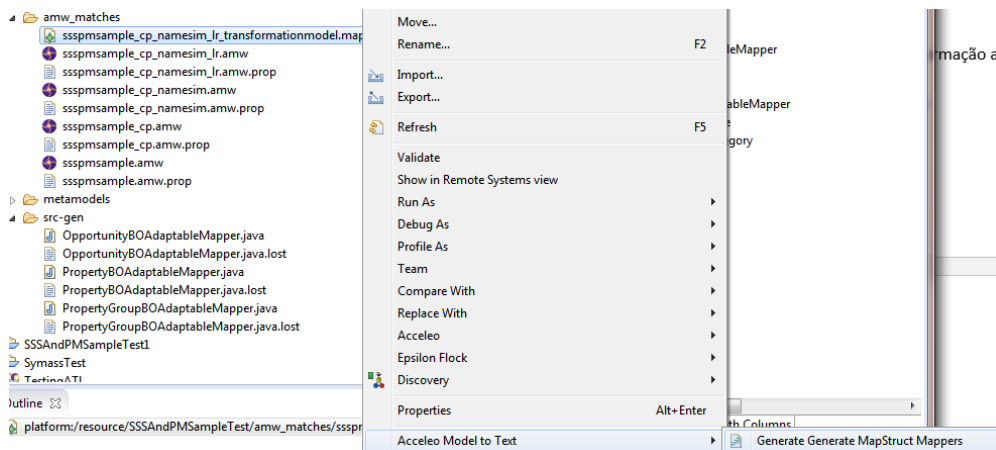 amw_matches
ssspmsample_cp_namesim_lr_transformationmodel.map
ssspmsample_cp_namesim_lr.amw
ssspmsample_cp_namesim_lr.amw.prop
ssspmsample_cp_namesim.amw
ssspmsample_cp_namesim.amw.prop
ssspmsample_cp.amw
ssspmsample_cp.amw.prop
ssspmsample.amw
ssspmsample.amw.prop
metamodels
src-gen
OpportunityBOAdaptableMapper.java
OpportunityBOAdaptableMapper.java.lost
PropertyBOAdaptableMapper.java
PropertyBOAdaptableMapper.java.lost
PropertyGroupBOAdaptableMapper.java
PropertyGroupBOAdaptableMapper.java.lost
SSSAndPMSampleTest1
SymassTest
TestingATL
Outline
platform:/resource/SSSAndPMSampleTest/amw_matches/ssspr
Move...
Rename... F2
Import...
Export...
Refresh F5
Validate
Show in Remote Systems view
Run As
Debug As
Profile As
Team
Compare With
Replace With
Acceleo
Epsilon Flock
Discovery
Properties Alt+Enter
Acceleo Model to Text
Generate Generate MapStruct Mappers
leMapper
ableMapper
gory
th Columns
rmação a